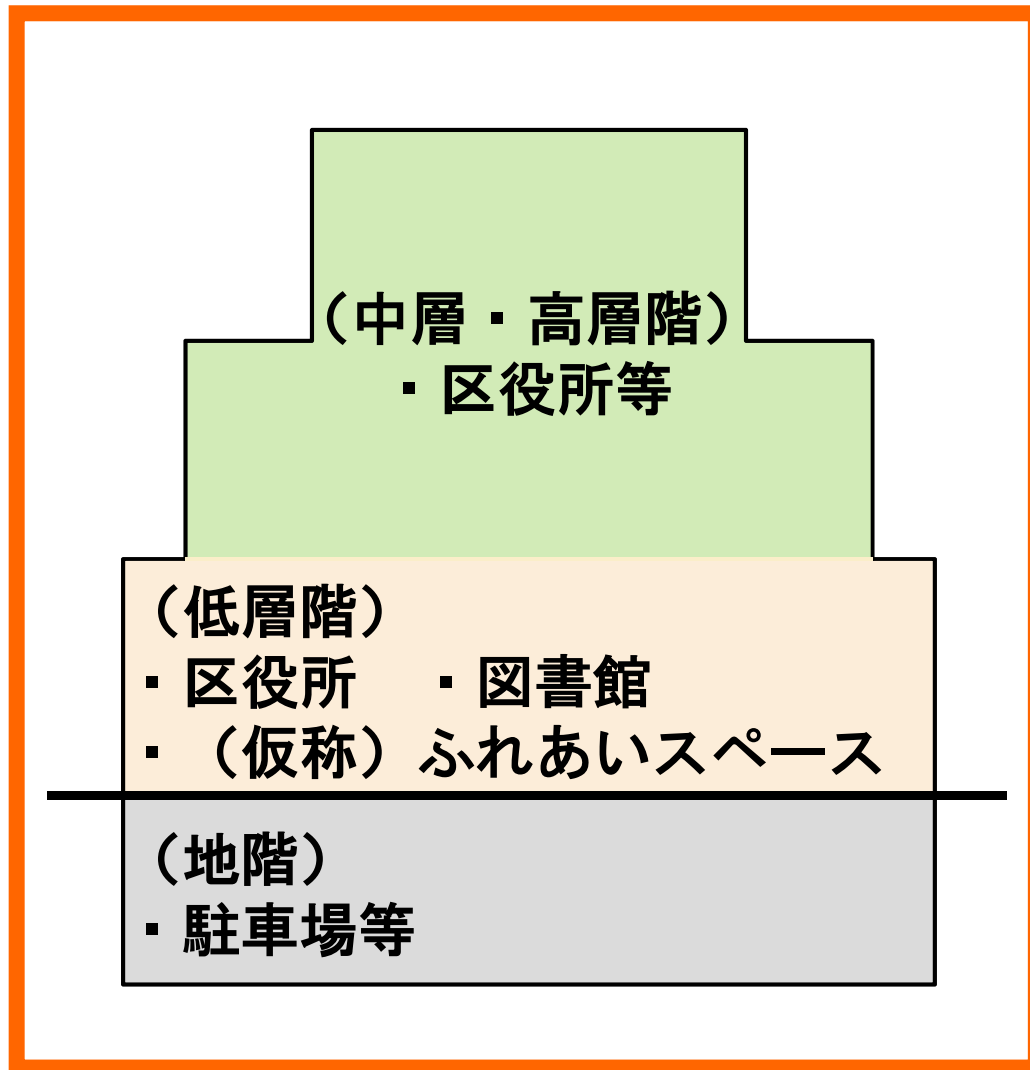 （中層・高層階）
・区役所等
（低層階）
・区役所　・図書館
・（仮称）ふれあいスペース
（地階）
・駐車場等